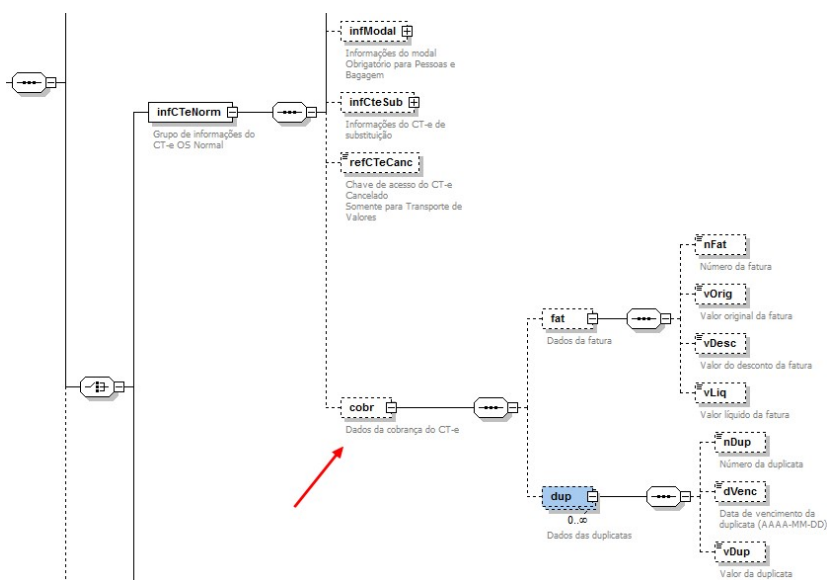 infModal
Informações do modal
Obrigatório para Pessoas e
Bagagem
infCteSub
Informações do CT-e de
substituição
infCTeNorm
Grupo de informações do
CT-e OS Normal
refCTeCanc
Chave de acesso do CT-e
Cancelado
Somente para Transporte de
Valores
nFat
Número da fatura
vOrig
Valor original da fatura
fat
Dados da fatura
vDesc
Valor do desconto da fatura
vLiq
Valor líquido da fatura
cobr
Dados da cobrança do CT-e
nDup
Número da duplicata
dup
0..∞
Dados das duplicatas
dVenc
Data de vencimento da
duplicata (AAAA-MM-DD)
vDup
Valor da duplicata